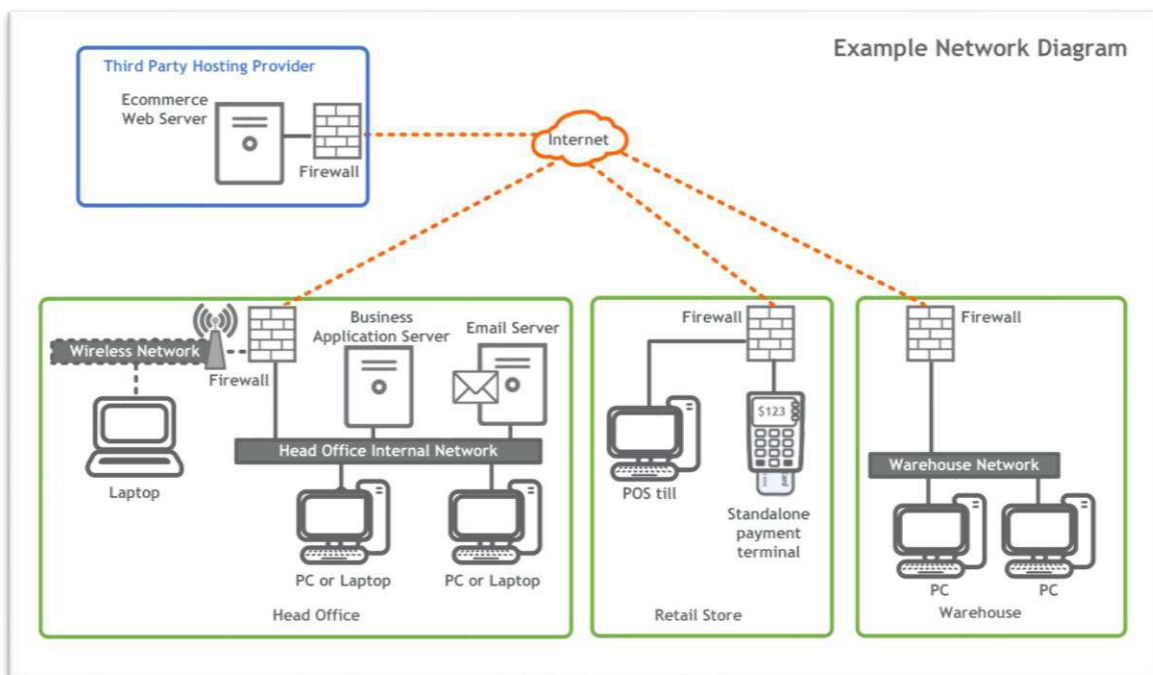 Example Network Diagram
Third Party Hosting Provider
Ecommerce
Web Server
Firewall
Internet
Wireless Network
Firewall
Laptop
Business
Application Server
Email Server
Head Office Internal Network
PC or Laptop
PC or Laptop
Head Office
Firewall
$123
POS till
Standalone
payment
terminal
Retail Store
Firewall
Warehouse Network
PC
PC
Warehouse